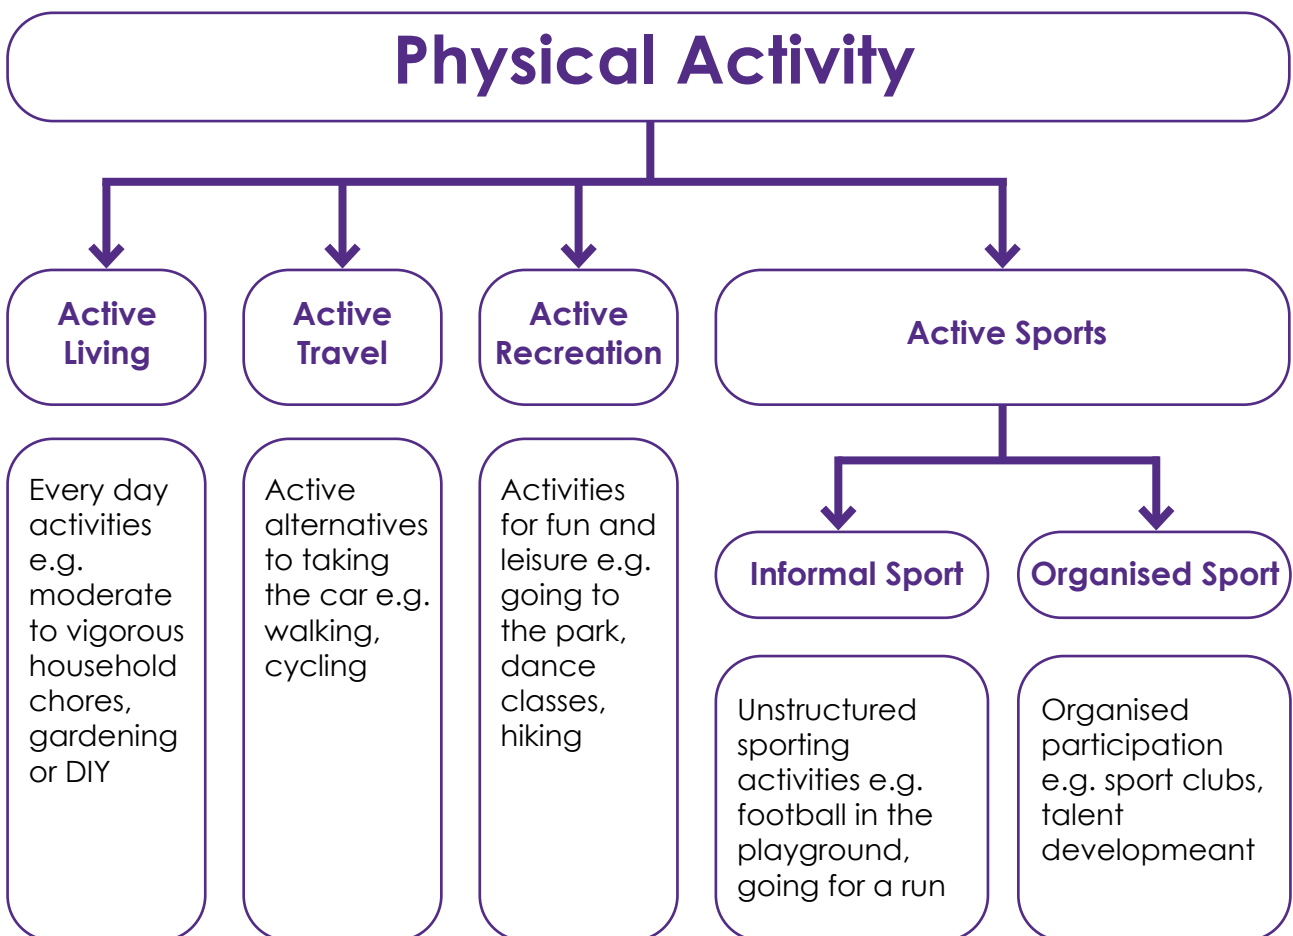 Physical Activity
Active
Living
Active
Travel
Active
Recreation
Active Sports
Every day
activities
e.g.
moderate
to vigorous
household
chores,
gardening
or DIY
Active
alternatives
to taking
the car e.g.
walking,
cycling
Activities
for fun and
leisure e.g.
going to
the park,
dance
classes,
hiking
Informal Sport
Organised Sport
Unstructured
sporting
activities e.g.
football in the
playground,
going for a run
Organised
participation
e.g. sport clubs,
talent
developmeant